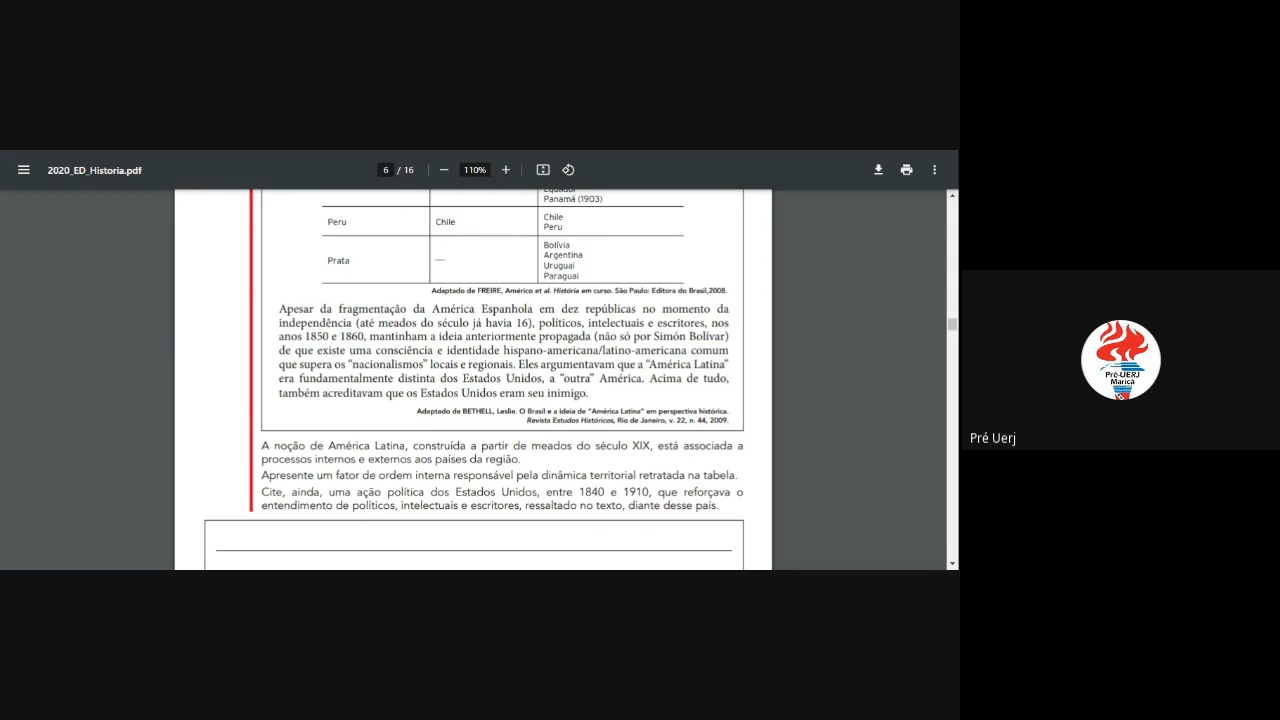 2020_ED_Historia.pdf
6 / 16
110%
Equador
Panamá (1903)
Peru
Chile
Chile
Peru
Prata
—
Bolívia
Argentina
Uruguai
Paraguai
Adaptado de FREIRE, Américo et al. História em curso. São Paulo: Editora do Brasil,2008.
Apesar da fragmentação da América Espanhola em dez repúblicas no momento da
independência (até meados do século já havia 16), políticos, intelectuais e escritores, nos
anos 1850 e 1860, mantinham a ideia anteriormente propagada (não só por Simón Bolívar)
de que existe uma consciência e identidade hispano-americana/latino-americana comum
que supera os “nacionalismos” locais e regionais. Eles argumentavam que a “América Latina”
era fundamentalmente distinta dos Estados Unidos, a “outra” América. Acima de tudo,
também acreditavam que os Estados Unidos eram seu inimigo.
Adaptado de BETHELL, Leslie. O Brasil e a ideia de “América Latina” em perspectiva histórica.
Revista Estudos Históricos, Rio de Janeiro, v. 22, n. 44, 2009.
A noção de América Latina, construída a partir de meados do século XIX, está associada a
processos internos e externos aos países da região.
Apresente um fator de ordem interna responsável pela dinâmica territorial retratada na tabela.
Cite, ainda, uma ação política dos Estados Unidos, entre 1840 e 1910, que reforçava o
entendimento de políticos, intelectuais e escritores, ressaltado no texto, diante desse país.
Pré-UERJ
Maricá
Pré Uerj